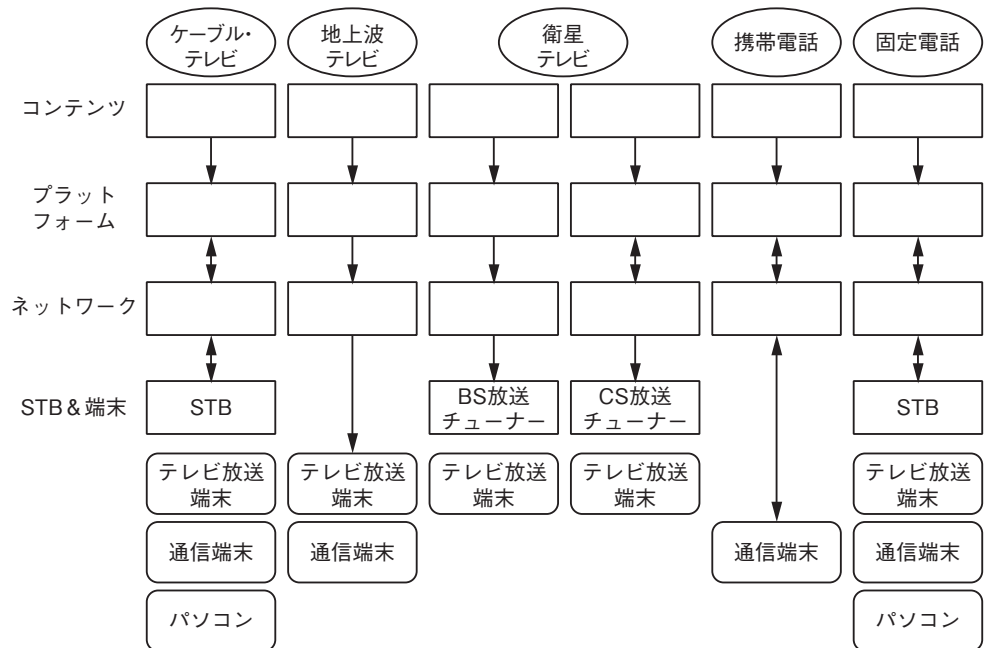 ケーブル・
テレビ
地上波
テレビ
衛星
テレビ
携帯電話
固定電話
コンテンツ
プラット
フォーム
ネットワーク
STB&端末
STB
BS放送
チューナー
CS放送
チューナー
STB
テレビ放送
端末
テレビ放送
端末
テレビ放送
端末
テレビ放送
端末
テレビ放送
端末
通信端末
通信端末
通信端末
通信端末
パソコン
パソコン